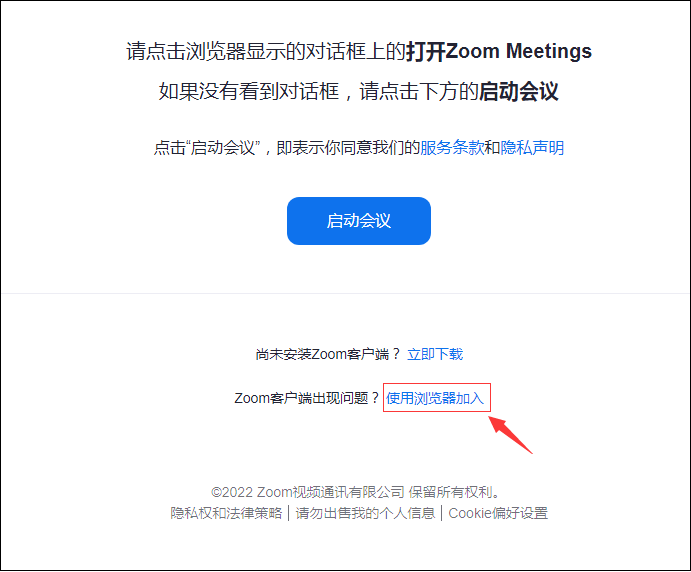 请点击浏览器显示的对话框上的打开Zoom Meetings
如果没有看到对话框，请点击下方的启动会议
点击“启动会议”，即表示你同意我们的服务条款和隐私声明
启动会议
尚未安装Zoom客户端？ 立即下载
Zoom客户端出现问题？ 使用浏览器加入
©2022 Zoom视频通讯有限公司 保留所有权利。
隐私权和法律策略 | 请勿出售我的个人信息 | Cookie偏好设置